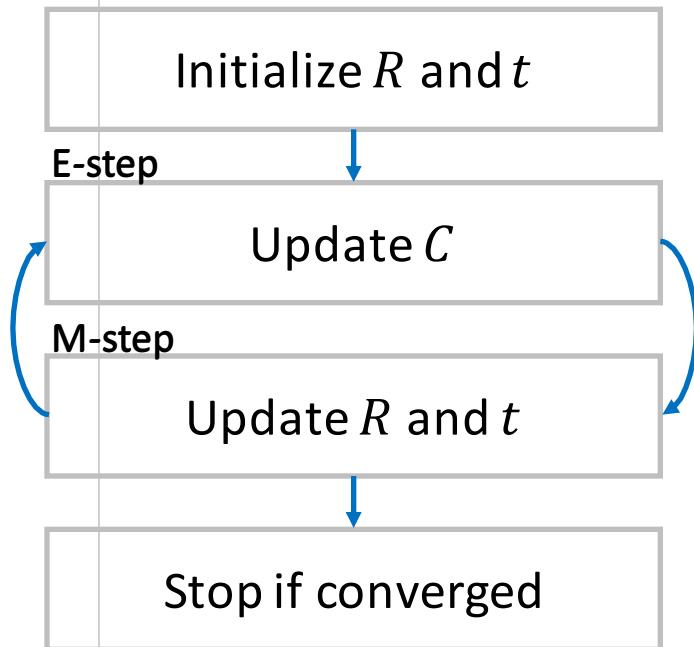 Initialize R and t
E-step
Update C
M-step
Update R and t
Stop if converged